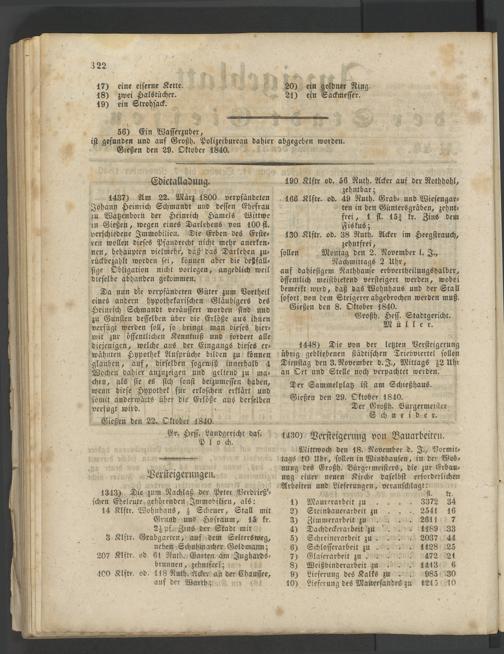 322
17) eine eiserne Kette.
18) zwei Halstücher.
19) ein Strohsack.
20) ein goldner Ring.
21) ein Sackmesser.
56) Ein Wasserzuber,
ist gefunden und auf Großh. Polizeibureau dahier abgegeben worden.
Gießen den 29. Oktober 1840.
Edictalladung.
1437) Am 22. März 1800 verpfändeten
Johann Heinrich Schmandt und dessen Ehefrau
zu Watzenborn der Heinrich Hamels Wittwe
in Gießen, wegen eines Darlehens von 100 fl.
verschiedene Immobilien. Die Erben des Erste-
ren wollen dieses Pfandrecht nicht mehr anerken-
nen, behaupten vielmehr, daß das Darlehen zu-
rückbezahlt worden sey, können aber die desfall-
sige Obligation nicht vorlegen, angeblich weil
dieselbe abhanden gekommen.
Da nun die verpfändeten Güter zum Vortheil
eines andern hypothekarischen Gläubigers des
Heinrich Schmandt veräussert worden sind und
zu Gunsten desselben über die Erlöse aus ihnen
verfügt werden soll, so bringt man dieses hier-
mit zur öffentlichen Kenntniß und fordert alle
diejenigen, welche aus der Eingangs dieses er-
wähnten Hypothek Ansprüche bilden zu können
glauben, auf, dieselben sogewiß innerhalb 4
Wochen dahier anzuzeigen und geltend zu ma-
chen, als sie es sich sonst beizumessen haben,
wenn diese Hypothek für erloschen erklärt und
somit anderwärts über die Erlöse aus derselben
verfügt wird.
Gießen den 22. Oktober 1840.
Gr. Hess. Landgericht das.
Ploch.
Versteigerungen.
1343) Die zum Nachlaß der Peter
schen Eheleute gehörenden Immobilien, als:
14 Klftr. Wohnhaus, Scheuer, Stall mit
Grund und Hofraum, 15 kr.
2½ pf. Zins der Stadt mit
3 Klftr. Grabgarten, auf dem Seltersweg,
neben Schuhmacher Goldmann;
207 Klftr. od. 61 Ruth. Garten am
brunnen, zehntfrei;
400 Klftr. od. 118 Ruth. Acker an der Chaussee,
auf der Warth;
190 Klftr. od. 56 Ruth. Acker auf der Rothhohl,
zehntbar;
166 Klftr. od. 49 Ruth. Grab- und Wiesengar-
ten in den Güntersgräben, zehnt-
frei, 1 fl. 15½ kr. Zins dem
Fiskus;
130 Klftr. od. 38 Ruth. Acker im Heegstrauch,
zehntfrei,
sollen Montag den 2. November l. J.,
Nachmittags 2 Uhr,
auf dahiesigem Rathhause erbvertheilungshalber,
öffentlich meistbietend versteigert werden, wobei
bemerkt wird, daß das Wohnhaus und der Stall
sofort von dem Steigerer abgebrochen werden muß.
Gießen den 8. Oktober 1840.
Großh. Hess. Stadtgericht.
Müller.
1448) Die von der letzten Versteigerung
übrig gebliebenen städtischen Triebviertel sollen
Dienstag den 3. November d. J., Mittags ½2 Uhr
an Ort und Stelle noch verpachtet werden.
Der Sammelplatz ist am Schießhaus.
Gießen den 29. Oktober 1840.
Der Großh. Bürgermeister
Schneider.
1430) Versteigerung von Bauarbeiten.
Mittwoch den 18. November d. J., Vormit-
tags 10 Uhr, sollen in Windhausen, in der Woh-
nung des Großh. Bürgermeisters, die zur Erbau-
ung einer neuen Kirche daselbst erforderlichen
Arbeiten und Lieferungen, veranschlagt:
fl. kr.
1) Maurerarbeit zu . . . . 3372 34
2) Steinhauerarbeit zu . . . 2541 16
3) Zimmerarbeit zu . . . . 2611 7
4) Dachdeckerarbeit zu . . . 1189 33
5) Schreinerarbeit zu . . . . 2037 44
6) Schlosserarbeit zu . . . . 1128 25
7) Glaserarbeit zu . . . . 472 21
8) Weißbinderarbeit zu . . . 1443 6
9) Lieferung des Kalks zu . . 985 30
10) Lieferung des Mauersandes zu 1245 10